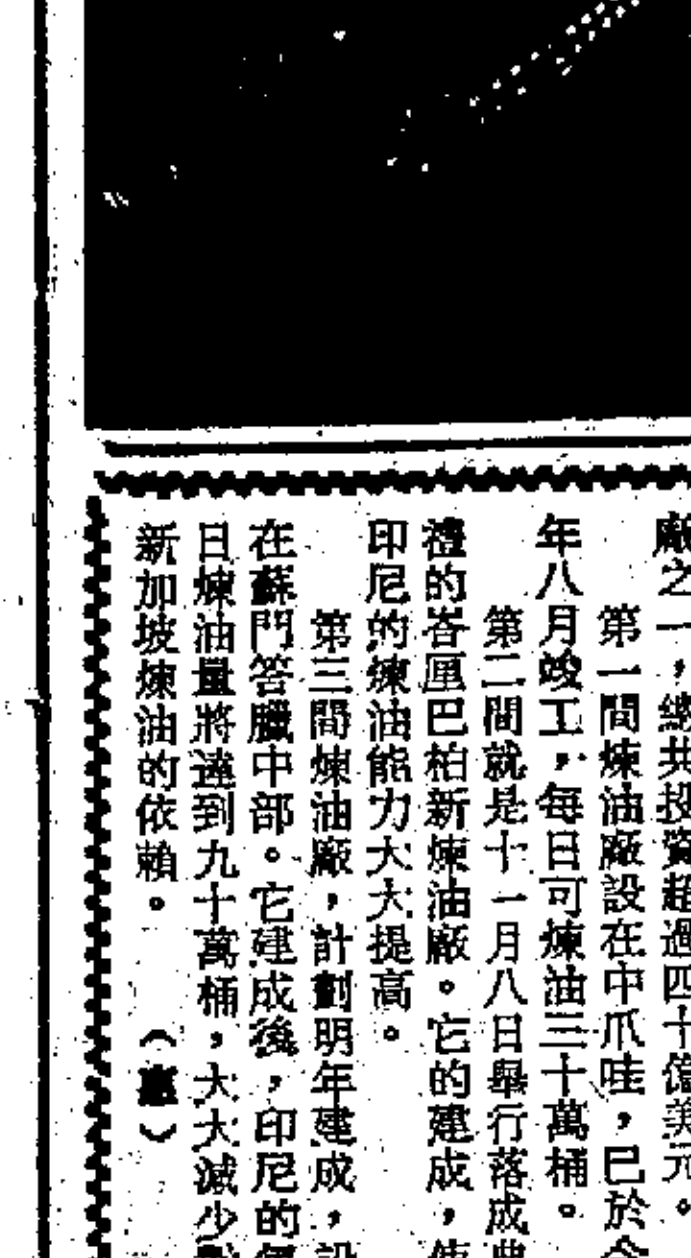 廠之一，總共投資超過四十億美元。
第一間煉油廠設在中爪哇，已於今
年八月竣工，每日可煉油三十萬桶。
第二間就是十一月八日舉行落成典
禮的峇厘巴柏新煉油廠。它的建成，使
印尼的煉油能力大大提高。
第三間煉油廠，計劃明年建成，設
在蘇門答臘中部。它建成後，印尼的每
日煉油量將達到九十萬桶，大大減少對
新加坡煉油的依賴。